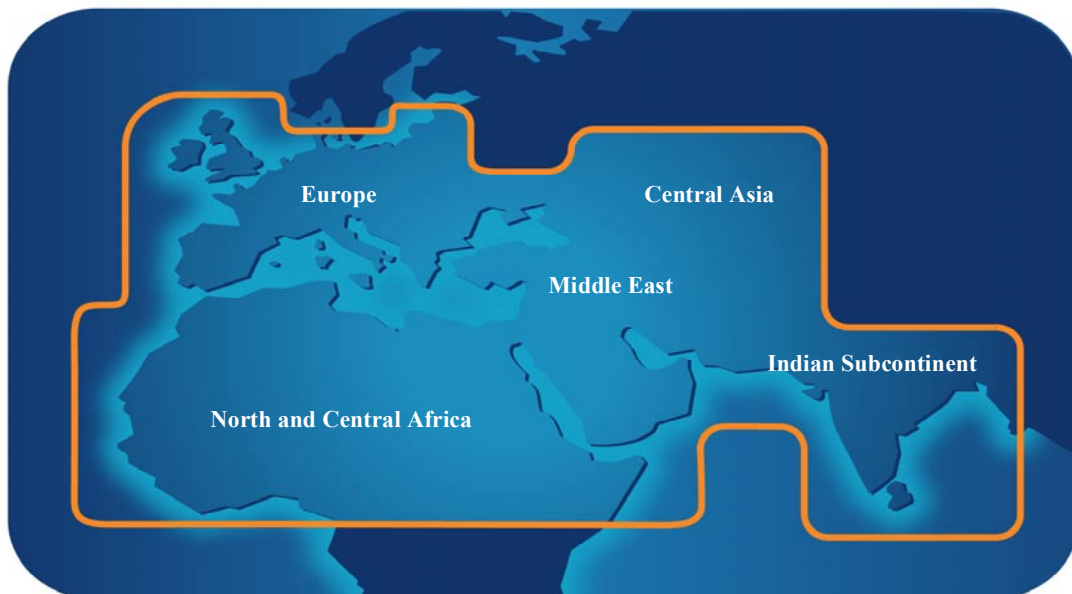 Europe
Central Asia
Middle East
Indian Subcontinent
North and Central Africa